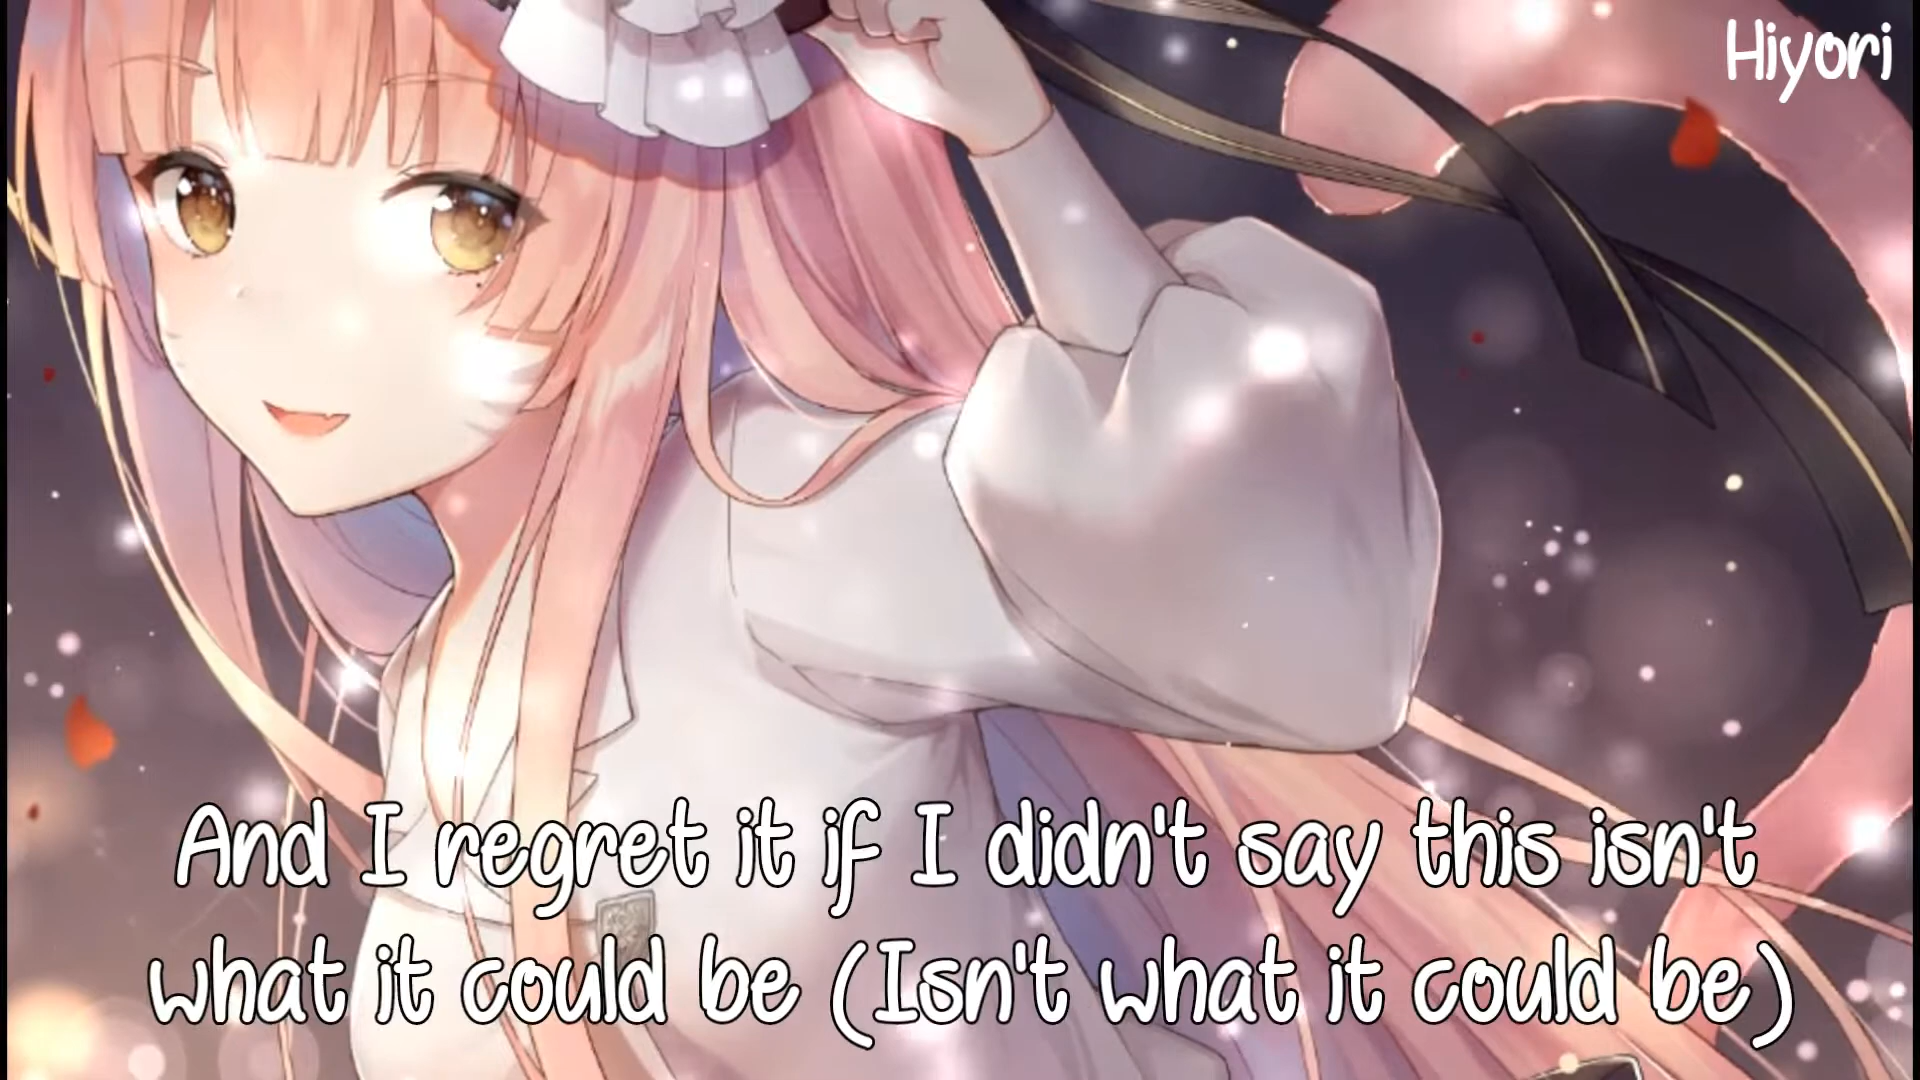 Hiyori
And I regret it if I didn't say this isn't
what it could be (Isn't what it could be)